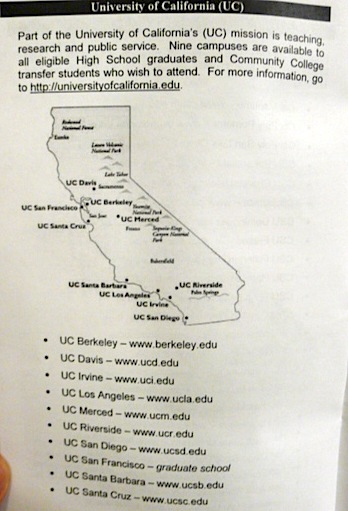 University of California (UC)
Part of the University of California's (UC) mission is teaching,
research and public service. Nine campuses are available to
all eligible High School graduates and Community College
transfer students who wish to attend. For more information, go
to http://universityofcalifornia.edu.
Redwood
National Forest
Eureka
Lassen Volcanic
National Park
Lake Tahoe
UC Davis
Sacramento
UC Berkeley
UC San Francisco
Yosemite
National Park
San Jose
UC Merced
UC Santa Cruz
Fresno
Sequoia-Kings
Canyon National
Park
Bakersfield
UC Santa Barbara
UC Riverside
UC Los Angeles
Palm Springs
UC Irvine
UC San Diego
• UC Berkeley – www.berkeley.edu
• UC Davis – www.ucd.edu
• UC Irvine – www.uci.edu
• UC Los Angeles – www.ucla.edu
• UC Merced – www.ucm.edu
• UC Riverside – www.ucr.edu
• UC San Diego – www.ucsd.edu
• UC San Francisco – graduate school
• UC Santa Barbara – www.ucsb.edu
• UC Santa Cruz – www.ucsc.edu